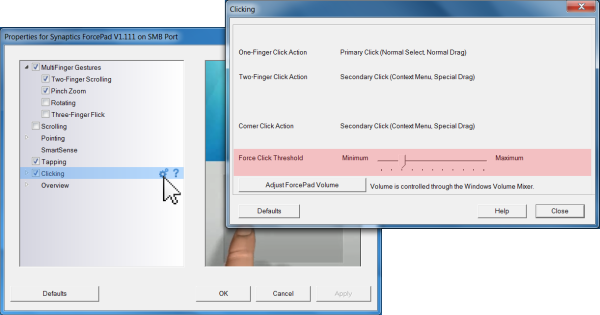 Properties for Synaptics ForcePad V1.111 on SMB Port
MultiFinger Gestures
Two-Finger Scrolling
Pinch Zoom
Rotating
Three-Finger Flick
Scrolling
Pointing
SmartSense
Tapping
Clicking ?
Overview
Defaults
OK
Cancel
Apply
Clicking
One-Finger Click Action Primary Click (Normal Select, Normal Drag)
Two-Finger Click Action Secondary Click (Context Menu, Special Drag)
Corner Click Action Secondary Click (Context Menu, Special Drag)
Force Click Threshold Minimum Maximum
Adjust ForcePad Volume Volume is controlled through the Windows Volume Mixer.
Defaults Help Close